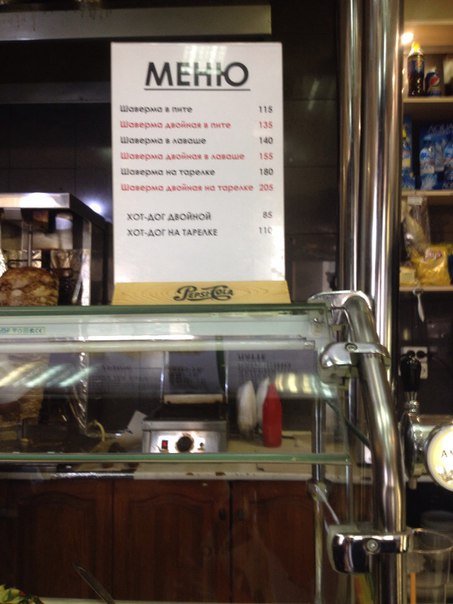 МЕНЮ
Шаверма в пите 115
Шаверма двойная в пите 135
Шаверма в лаваше 140
Шаверма двойная в лаваше 155
Шаверма на тарелке 180
Шаверма двойная на тарелке 205
ХОТ-ДОГ ДВОЙНОЙ 85
ХОТ-ДОГ НА ТАРЕЛКЕ 110
PEPSI-COLA